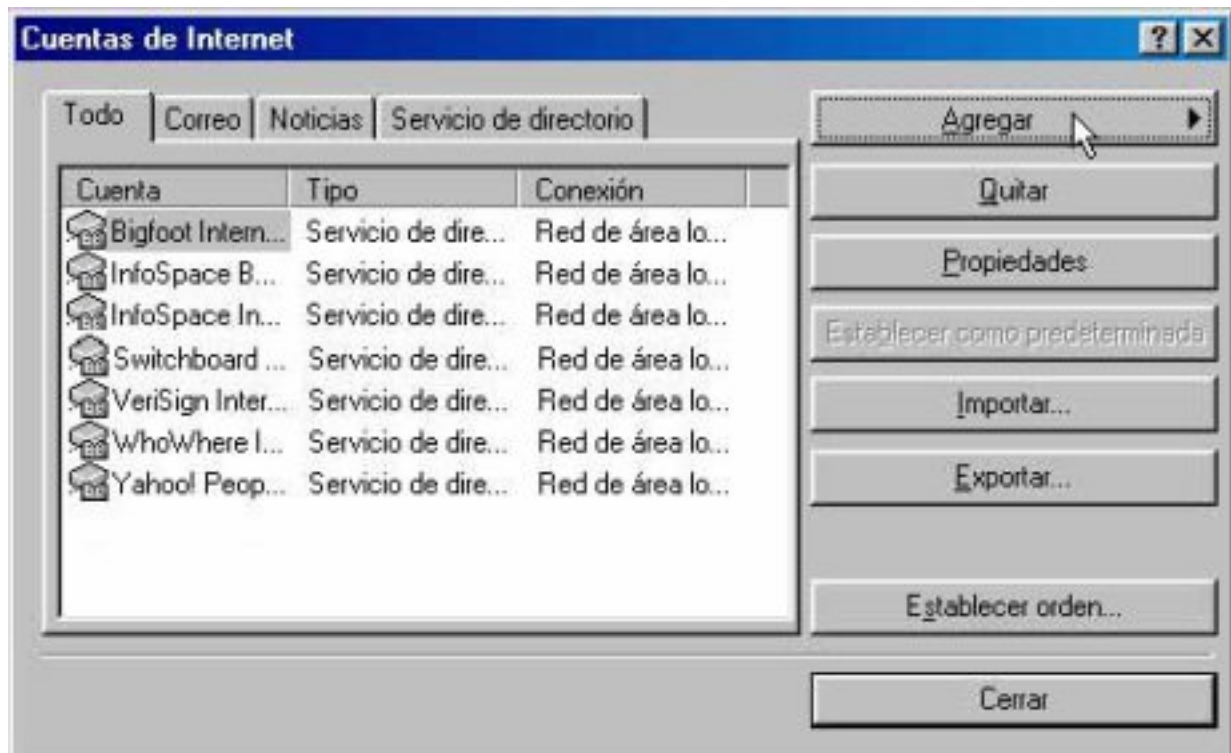 Cuentas de Internet
Todo Correo Noticias Servicio de directorio
Cuenta Tipo Conexión
Bigfoot Intern... Servicio de dire... Red de área lo...
InfoSpace B... Servicio de dire... Red de área lo...
InfoSpace In... Servicio de dire... Red de área lo...
Switchboard ... Servicio de dire... Red de área lo...
VeriSign Inter... Servicio de dire... Red de área lo...
WhoWhere I... Servicio de dire... Red de área lo...
Yahoo! Peop... Servicio de dire... Red de área lo...
Agregar
Quitar
Propiedades
Establecer como predeterminada
Importar...
Exportar...
Establecer orden...
Cerrar